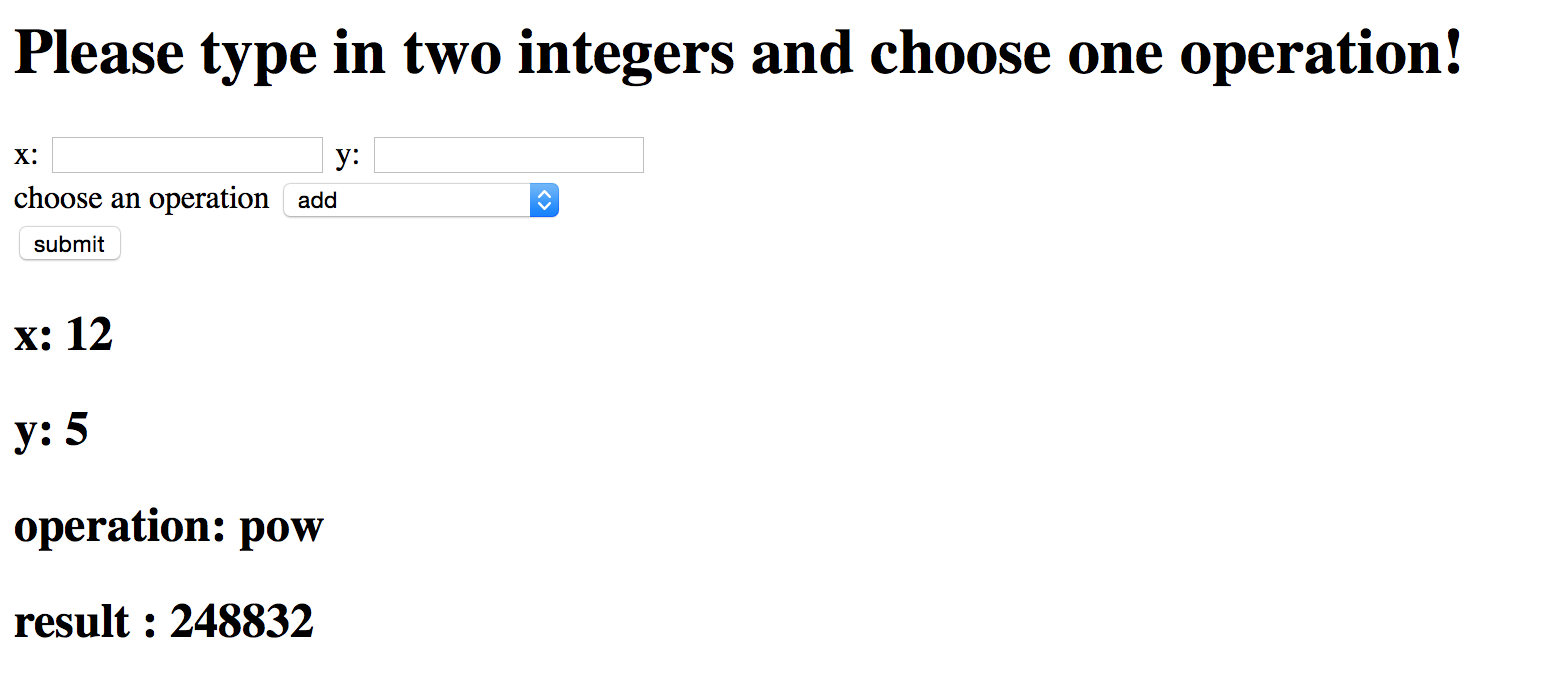 Please type in two integers and choose one operation!
x: y:
choose an operation add
submit
x: 12
y: 5
operation: pow
result : 248832